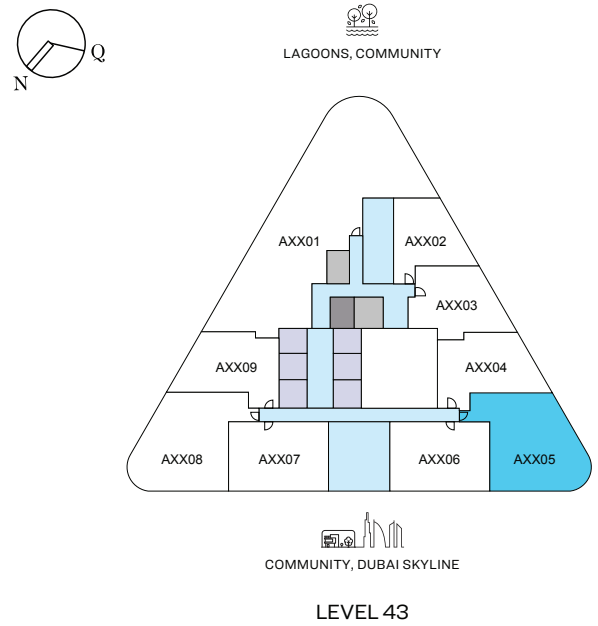 Q
N
LAGOONS, COMMUNITY
AXX01
AXX02
AXX03
AXX09
AXX04
AXX08
AXX07
AXX06
AXX05
COMMUNITY, DUBAI SKYLINE
LEVEL 43